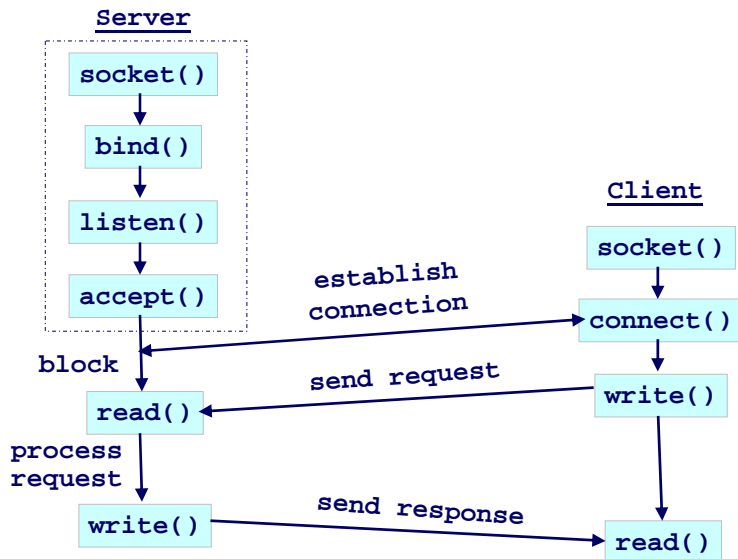 Server
socket()
bind()
listen()
accept()
block
read()
process
request
write()
establish
connection
send request
send response
Client
socket()
connect()
write()
read()